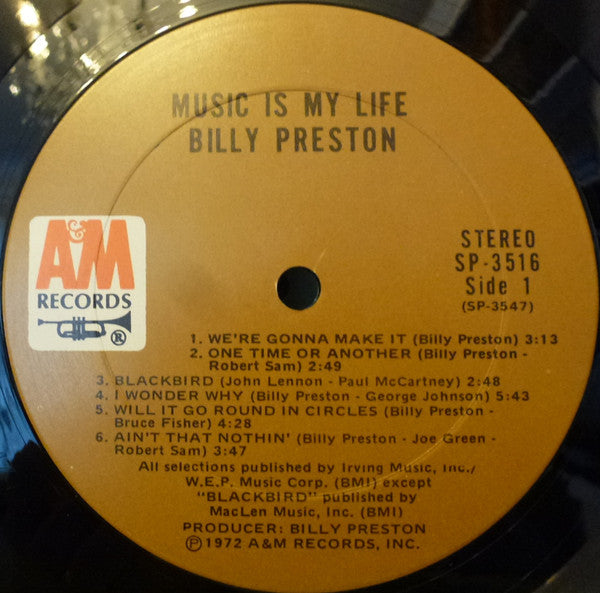 MUSIC IS MY LIFE
BILLY PRESTON
A&M
RECORDS
®
STEREO
SP-3516
Side 1
(SP-3547)
1. WE'RE GONNA MAKE IT (Billy Preston) 3:13
2. ONE TIME OR ANOTHER (Billy Preston -
Robert Sam) 2:49
3. BLACKBIRD (John Lennon - Paul McCartney) 2:48
4. I WONDER WHY (Billy Preston - George Johnson) 5:43
5. WILL IT GO ROUND IN CIRCLES (Billy Preston -
Bruce Fisher) 4:28
6. AIN'T THAT NOTHIN' (Billy Preston - Joe Green -
Robert Sam) 3:47
All selections published by Irving Music, Inc./
W.E.P. Music Corp. (BMI) except
"BLACKBIRD" published by
MacLen Music, Inc. (BMI)
PRODUCER: BILLY PRESTON
Ⓟ1972 A&M RECORDS, INC.